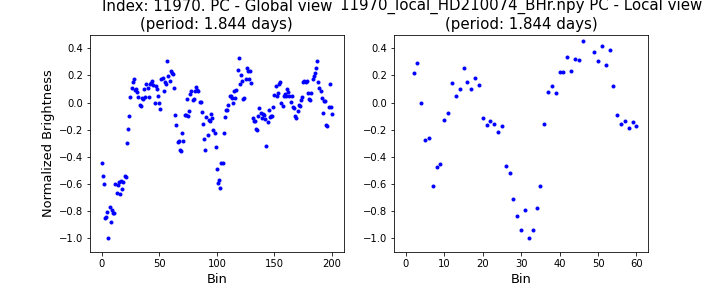 Index: 11970. PC - Global view
(period: 1.844 days)
11970_local_HD210074_BHr.npy PC - Local view
(period: 1.844 days)
Normalized Brightness
0.4
0.2
0.0
−0.2
−0.4
−0.6
−0.8
−1.0
0 50 100 150 200
Bin
0.4
0.2
0.0
−0.2
−0.4
−0.6
−0.8
−1.0
0 10 20 30 40 50 60
Bin